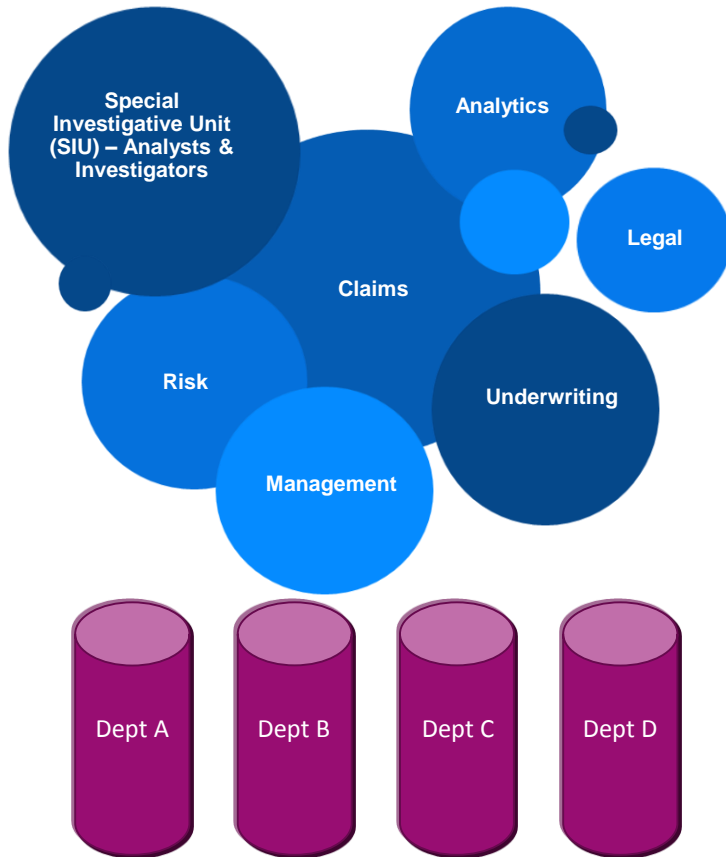 Special
Investigative Unit
(SIU) – Analysts &
Investigators
Analytics
Legal
Claims
Risk
Underwriting
Management
Dept A
Dept B
Dept C
Dept D